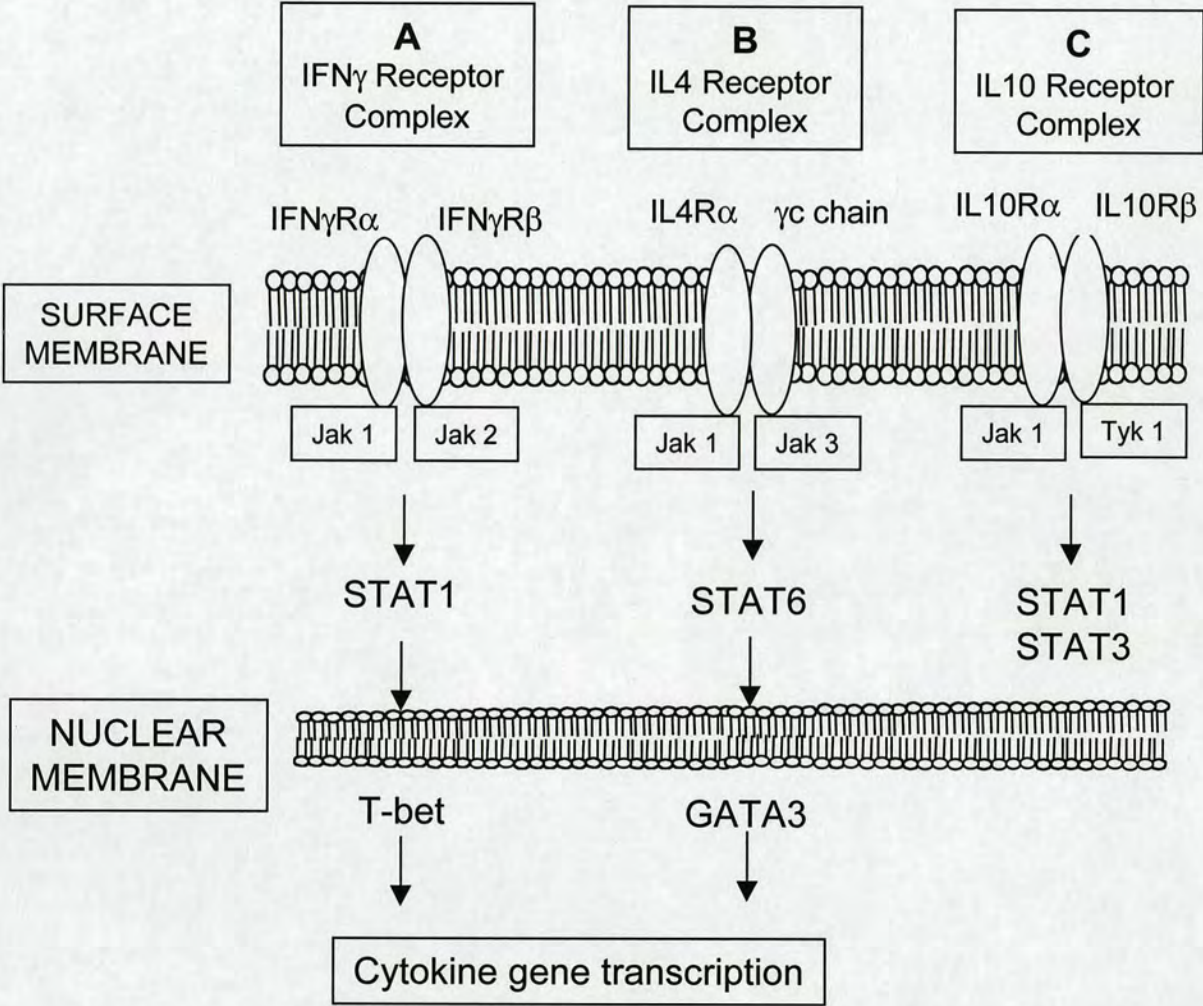 A
IFNγ Receptor
Complex
B
IL4 Receptor
Complex
C
IL10 Receptor
Complex
IFNγRα
IFNγRβ
IL4Rα
γc chain
IL10Rα
IL10Rβ
SURFACE
MEMBRANE
Jak 1
Jak 2
Jak 1
Jak 3
Jak 1
Tyk 1
STAT1
STAT6
STAT1
STAT3
NUCLEAR
MEMBRANE
T-bet
GATA3
Cytokine gene transcription